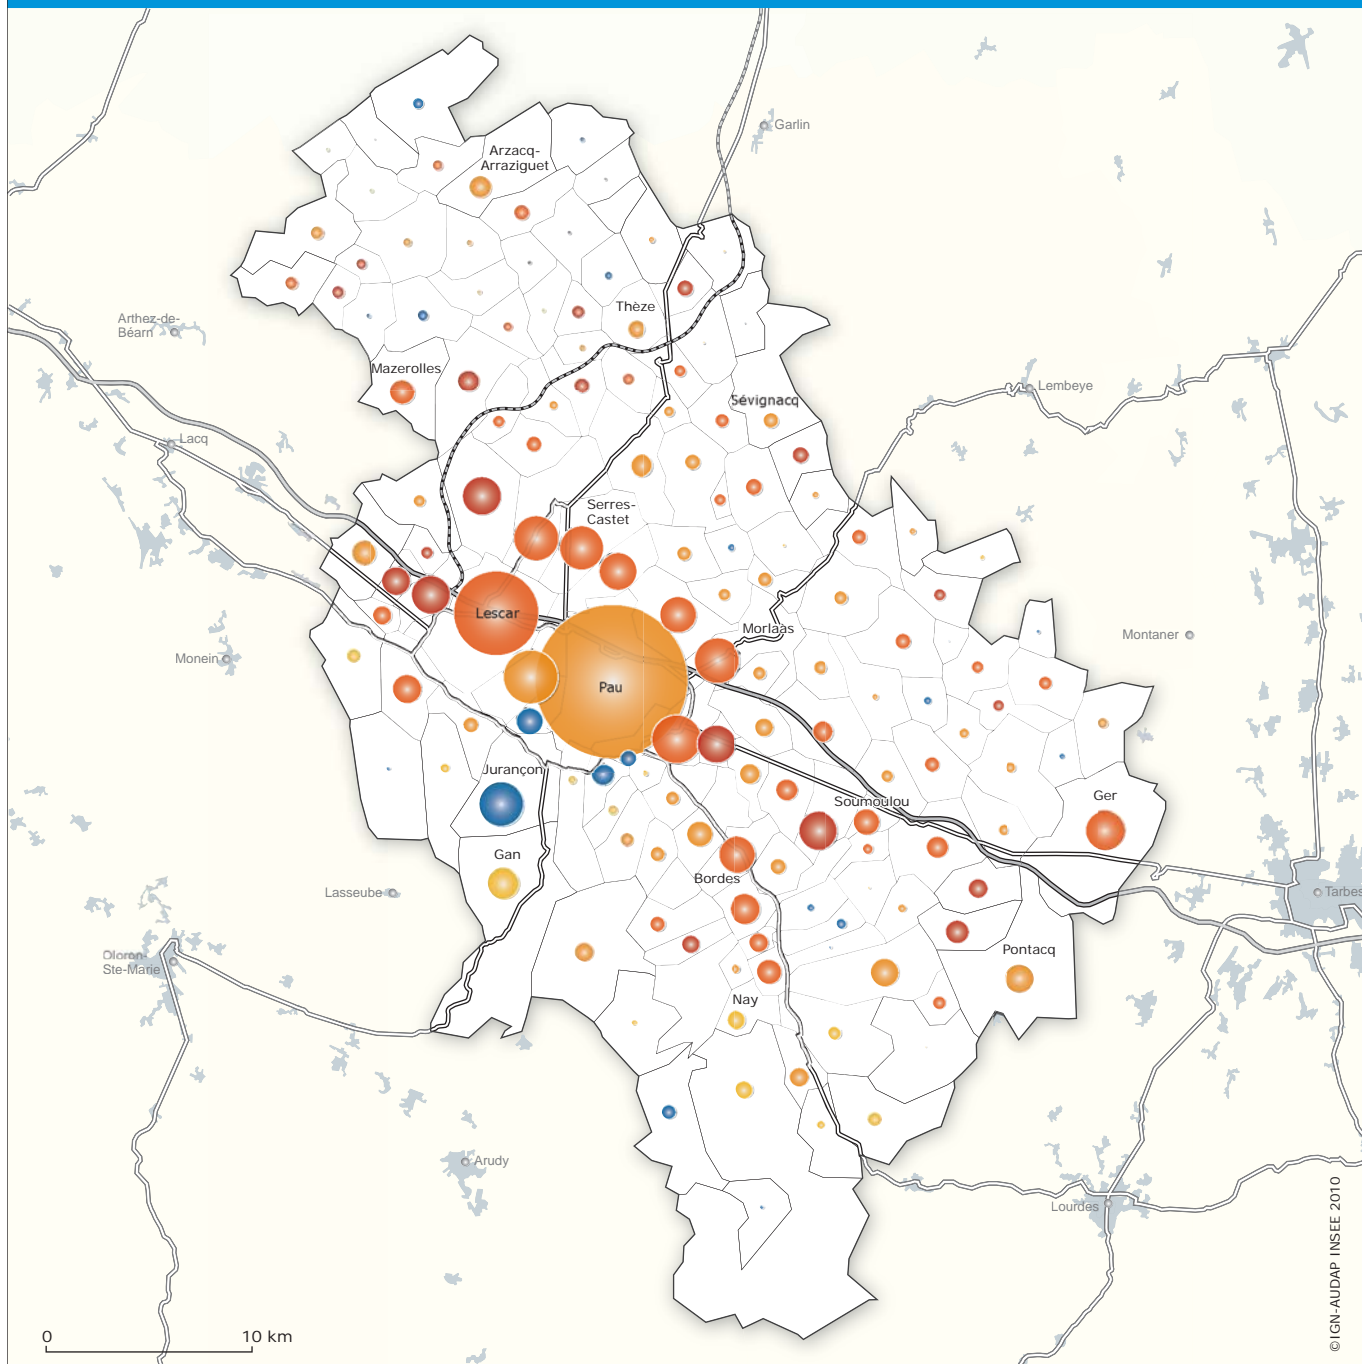 Garlin
Arzacq-
Arraziguet
Thèze
Arthez-de-
Béarn
Mazerolles
Lembeye
Sévignacq
Lacq
Serres-
Castet
Lescar
Morlaàs
Montaner
Monein
Pau
Jurançon
Soumoulou
Ger
Gan
Bordes
Lasseube
Tarbes
Oloron-
Ste-Marie
Pontacq
Nay
Arudy
Lourdes
0 10 km
©IGN-AUDAP INSEE 2010